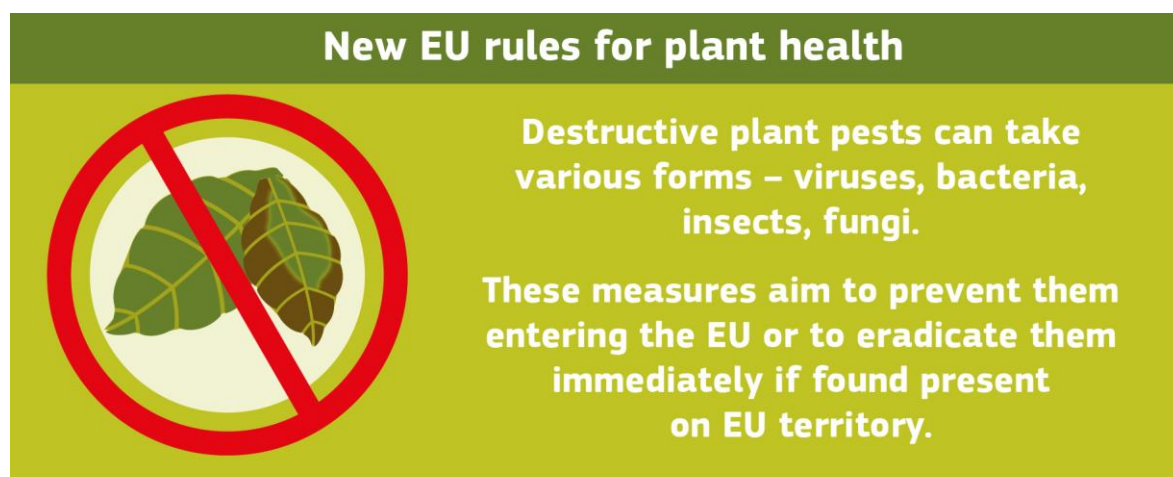 New EU rules for plant health
Destructive plant pests can take
various forms – viruses, bacteria,
insects, fungi.
These measures aim to prevent them
entering the EU or to eradicate them
immediately if found present
on EU territory.